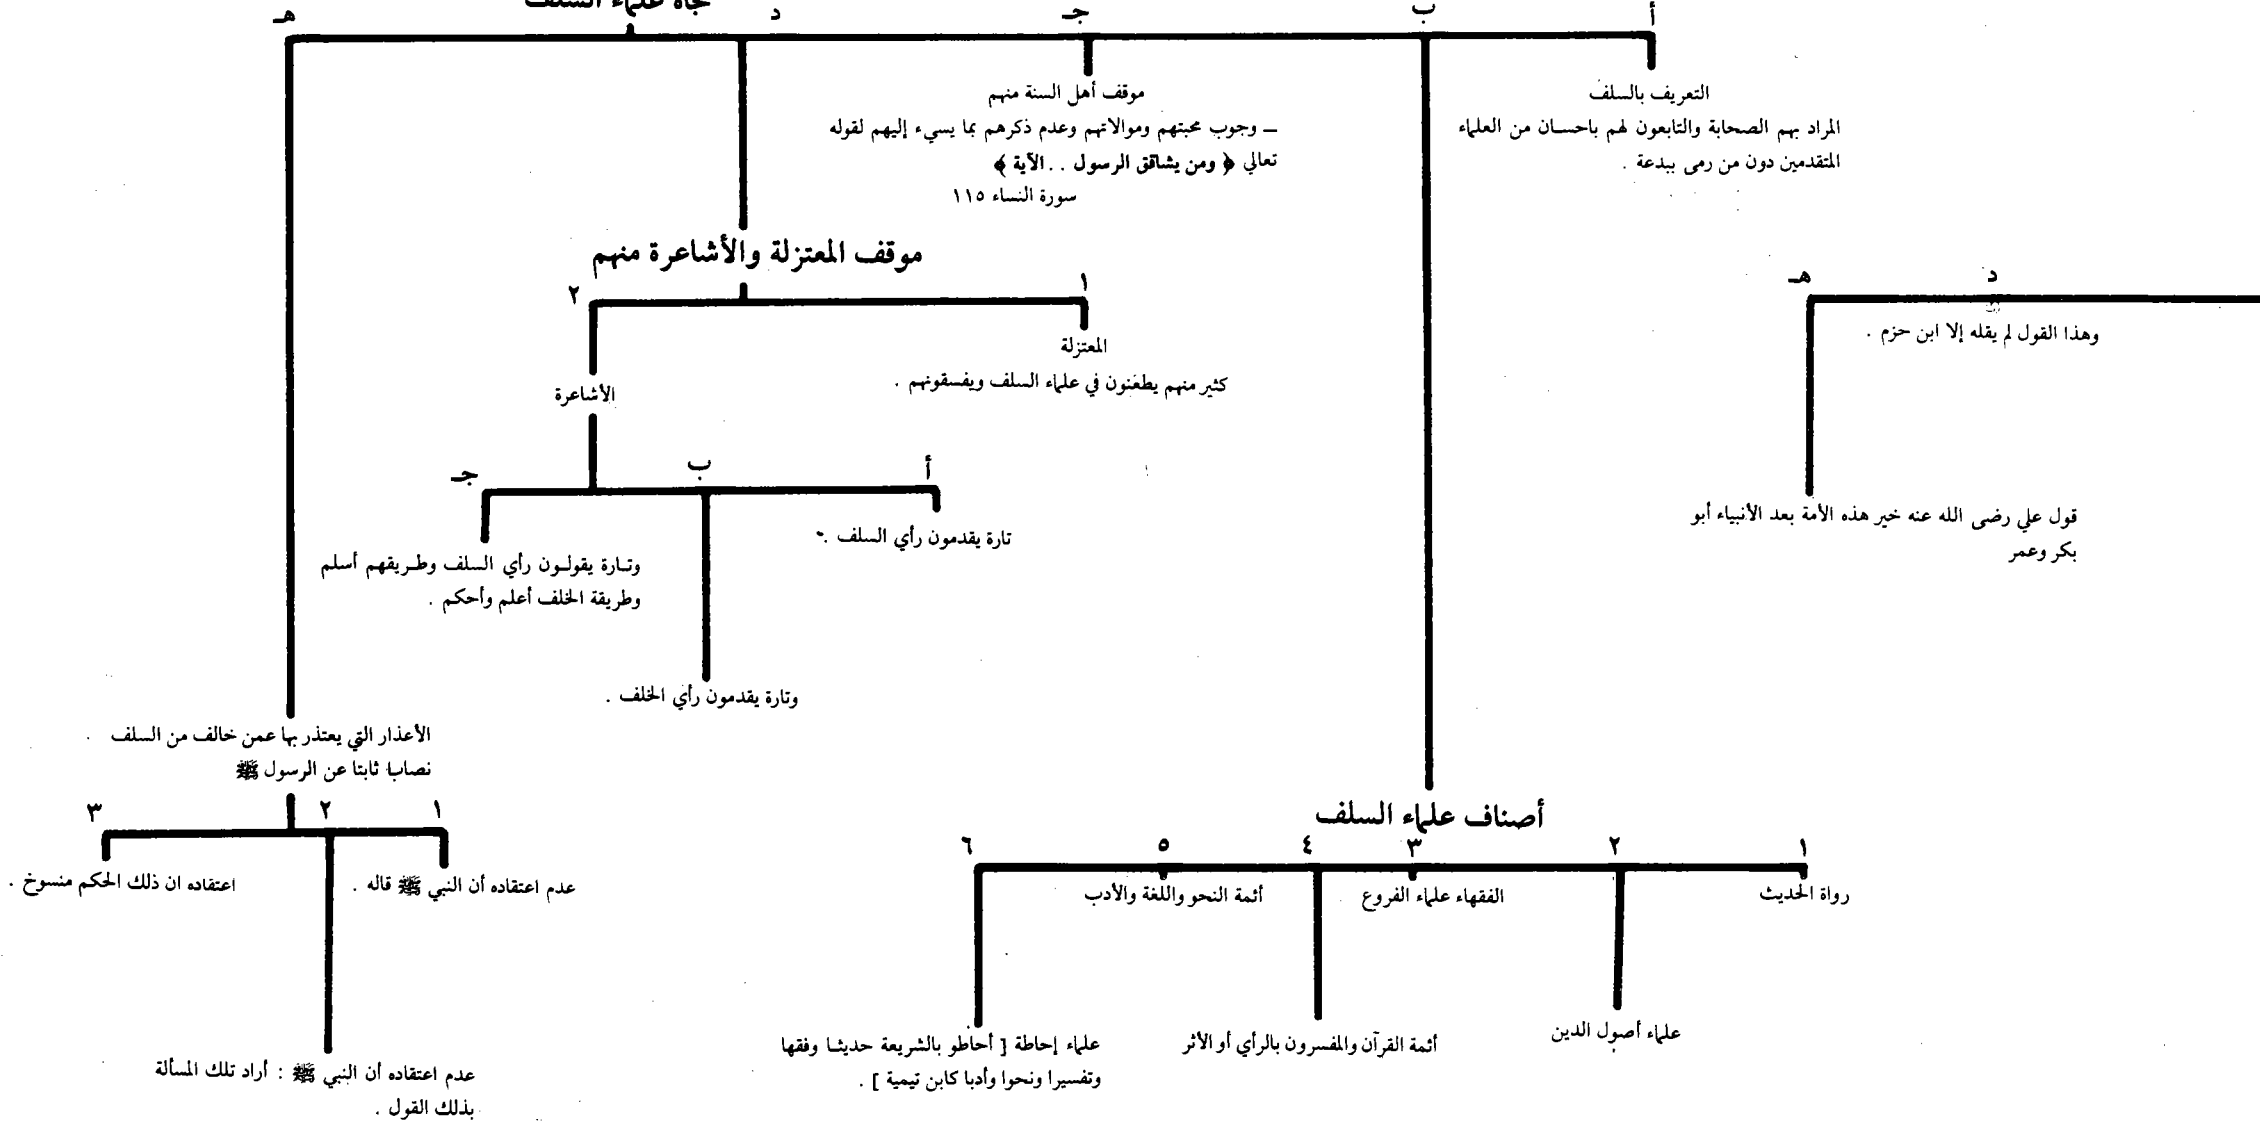 تجاه علماء السلف
أ
ب
جـ
د
هـ
التعريف بالسلف
المراد بهم الصحابة والتابعون لهم باحسان من العلماء
المتقدمين دون من رمى ببدعة .
موقف أهل السنة منهم
ــ وجوب محبتهم وموالاتهم وعدم ذكرهم بما يسيء إليهم لقوله
تعالي ﴿ ومن يشاقق الرسول . . الآية ﴾
سورة النساء ١١٥
د
هـ
وهذا القول لم يقله إلا ابن حزم .
قول علي رضى الله عنه خير هذه الأمة بعد الأنبياء أبو
بكر وعمر
موقف المعتزلة والأشاعرة منهم
١
٢
المعتزلة
كثير منهم يطعنون في علماء السلف ويفسقونهم .
الأشاعرة
أ
ب
جـ
تارة يقدمون رأي السلف .
وتارة يقولون رأي السلف وطريقهم أسلم
وطريقة الخلف أعلم وأحكم .
وتارة يقدمون رأي الخلف .
أصناف علماء السلف
١
٢
٣
٤
٥
٦
رواة الحديث
الفقهاء علماء الفروع
أئمة النحو واللغة والأدب
علماء أصول الدين
أئمة القرآن والمفسرون بالرأي أو الأثر
علماء إحاطة [ أحاطو بالشريعة حديثا وفقها
وتفسيرا ونحوا وأدبا كابن تيمية ] .
الأعذار التي يعتذر بها عمن خالف من السلف
نصابا ثابتا عن الرسول ﷺ
١
٢
٣
عدم اعتقاده أن النبي ﷺ قاله .
اعتقاده ان ذلك الحكم منسوخ .
عدم اعتقاده أن النبي ﷺ : أراد تلك المسألة
بذلك القول .